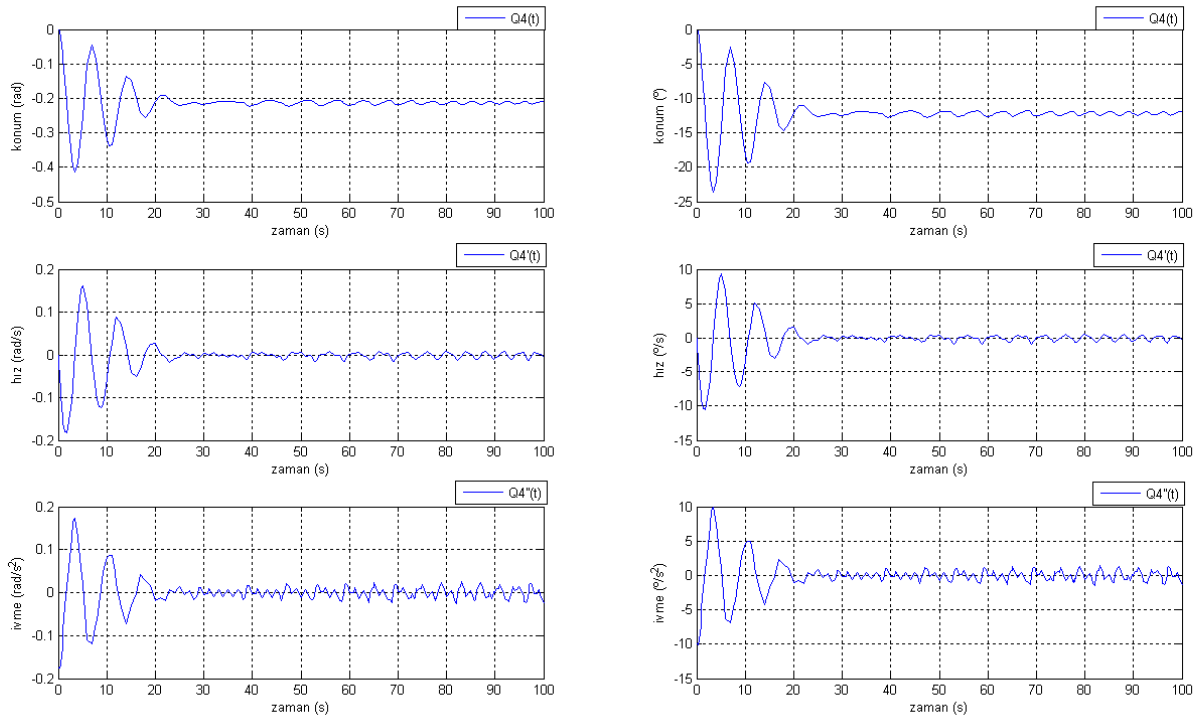 Q4(t)
konum (rad)
0
-0.1
-0.2
-0.3
-0.4
-0.5
0 10 20 30 40 50 60 70 80 90 100
zaman (s)
Q4(t)
konum (º)
0
-5
-10
-15
-20
-25
0 10 20 30 40 50 60 70 80 90 100
zaman (s)
Q4'(t)
hız (rad/s)
0.2
0.1
0
-0.1
-0.2
0 10 20 30 40 50 60 70 80 90 100
zaman (s)
Q4'(t)
hız (º/s)
10
5
0
-5
-10
-15
0 10 20 30 40 50 60 70 80 90 100
zaman (s)
Q4''(t)
ivme (rad/s²)
0.2
0.1
0
-0.1
-0.2
0 10 20 30 40 50 60 70 80 90 100
zaman (s)
Q4''(t)
ivme (º/s²)
10
5
0
-5
-10
-15
0 10 20 30 40 50 60 70 80 90 100
zaman (s)